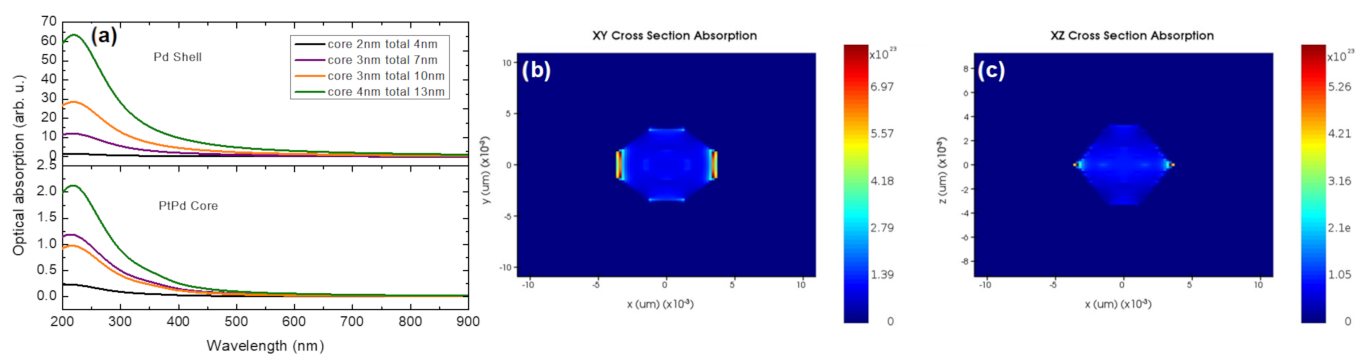 (a)
Pd Shell
core 2nm total 4nm
core 3nm total 7nm
core 3nm total 10nm
core 4nm total 13nm
70
60
50
40
30
20
10
0
2.5
2.0
1.5
1.0
0.5
0.0
PtPd Core
Optical absorption (arb. u.)
200 300 400 500 600 700 800 900
Wavelength (nm)
XY Cross Section Absorption
(b)
10
5
0
-5
-10
y (um) (x10⁻³)
-10 -5 0 5 10
x (um) (x10⁻³)
x10²³
6.97
5.57
4.18
2.79
1.39
0
XZ Cross Section Absorption
(c)
8
6
4
2
0
-2
-4
-6
-8
z (um) (x10⁻³)
-10 -5 0 5 10
x (um) (x10⁻³)
x10²³
5.26
4.21
3.16
2.10
1.05
0